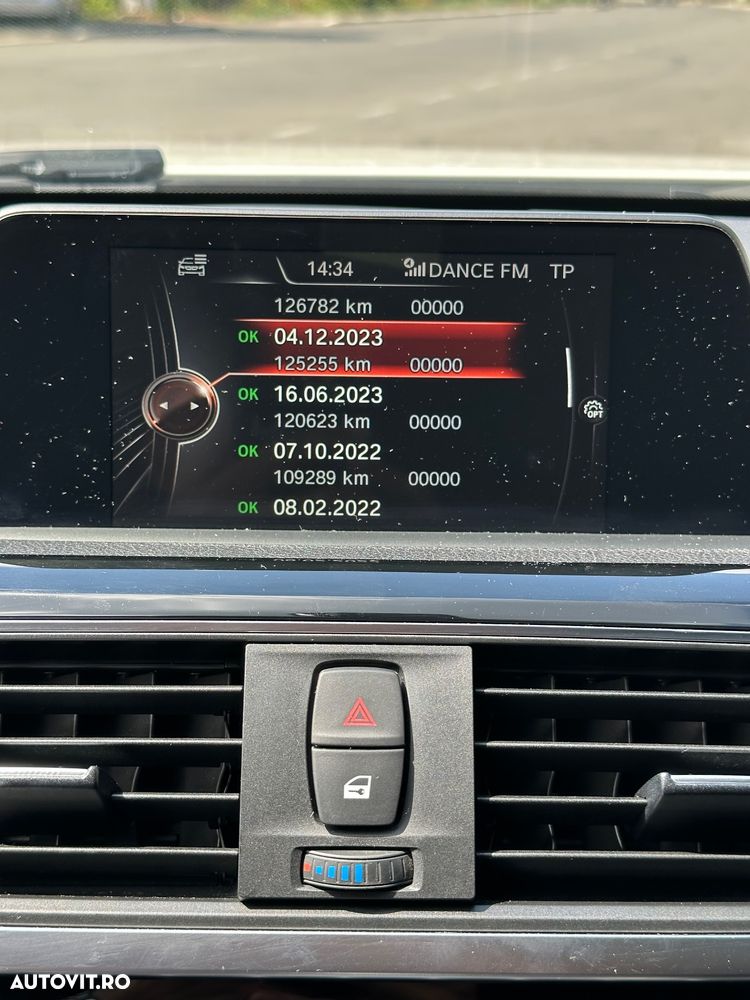 14:34 DANCE FM TP
126782 km 00000
OK 04.12.2023
125255 km 00000
OK 16.06.2023
120623 km 00000
OPT
OK 07.10.2022
109289 km 00000
OK 08.02.2022
AUTOVIT.RO